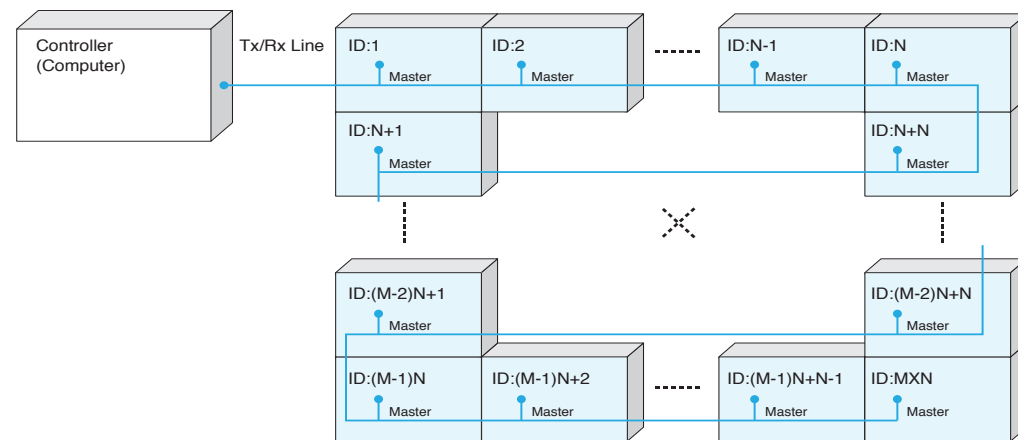 Controller
(Computer)
Tx/Rx Line
ID:1
Master
ID:2
Master
ID:N-1
Master
ID:N
Master
ID:N+1
Master
ID:N+N
Master
ID:(M-2)N+1
Master
ID:(M-2)N+N
Master
ID:(M-1)N
Master
ID:(M-1)N+2
Master
ID:(M-1)N+N-1
Master
ID:MXN
Master